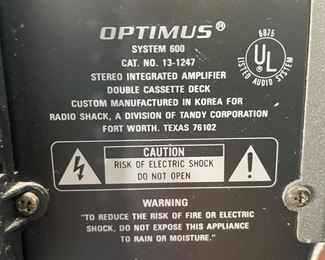 OPTIMUS®
SYSTEM 600
CAT. NO. 13-1247
STEREO INTEGRATED AMPLIFIER
DOUBLE CASSETTE DECK
CUSTOM MANUFACTURED IN KOREA FOR
RADIO SHACK, A DIVISION OF TANDY CORPORATION
FORT WORTH. TEXAS 76102
6B75
UL
LISTED AUDIO SYSTEM
CAUTION
RISK OF ELECTRIC SHOCK
DO NOT OPEN
WARNING
"TO REDUCE THE RISK OF FIRE OR ELECTRIC
SHOCK, DO NOT EXPOSE THIS APPLIANCE
TO RAIN OR MOISTURE."